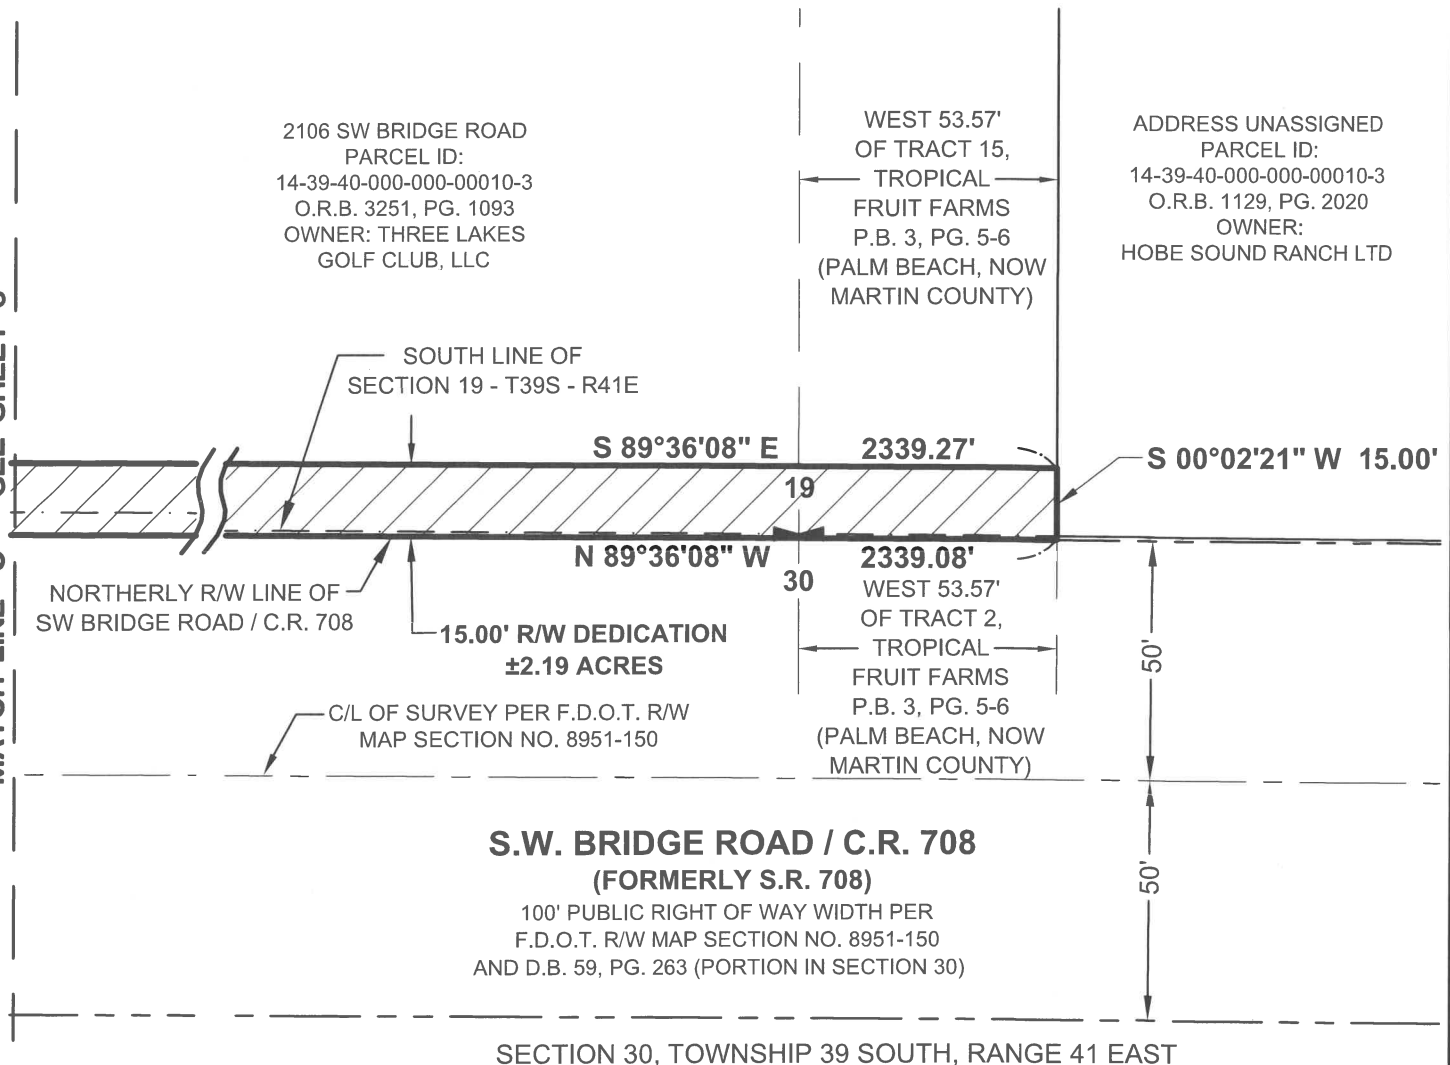 2106 SW BRIDGE ROAD
PARCEL ID:
14-39-40-000-000-00010-3
O.R.B. 3251, PG. 1093
OWNER: THREE LAKES
GOLF CLUB, LLC
WEST 53.57'
OF TRACT 15,
TROPICAL
FRUIT FARMS
P.B. 3, PG. 5-6
(PALM BEACH, NOW
MARTIN COUNTY)
ADDRESS UNASSIGNED
PARCEL ID:
14-39-40-000-000-00010-3
O.R.B. 1129, PG. 2020
OWNER:
HOBE SOUND RANCH LTD
SOUTH LINE OF
SECTION 19 - T39S - R41E
S 89°36'08" E 2339.27'
S 00°02'21" W 15.00'
19
N 89°36'08" W 2339.08'
30
NORTHERLY R/W LINE OF
SW BRIDGE ROAD / C.R. 708
15.00' R/W DEDICATION
±2.19 ACRES
WEST 53.57'
OF TRACT 2,
TROPICAL
FRUIT FARMS
P.B. 3, PG. 5-6
(PALM BEACH, NOW
MARTIN COUNTY)
50'
C/L OF SURVEY PER F.D.O.T. R/W
MAP SECTION NO. 8951-150
S.W. BRIDGE ROAD / C.R. 708
(FORMERLY S.R. 708)
100' PUBLIC RIGHT OF WAY WIDTH PER
F.D.O.T. R/W MAP SECTION NO. 8951-150
AND D.B. 59, PG. 263 (PORTION IN SECTION 30)
50'
SECTION 30, TOWNSHIP 39 SOUTH, RANGE 41 EAST